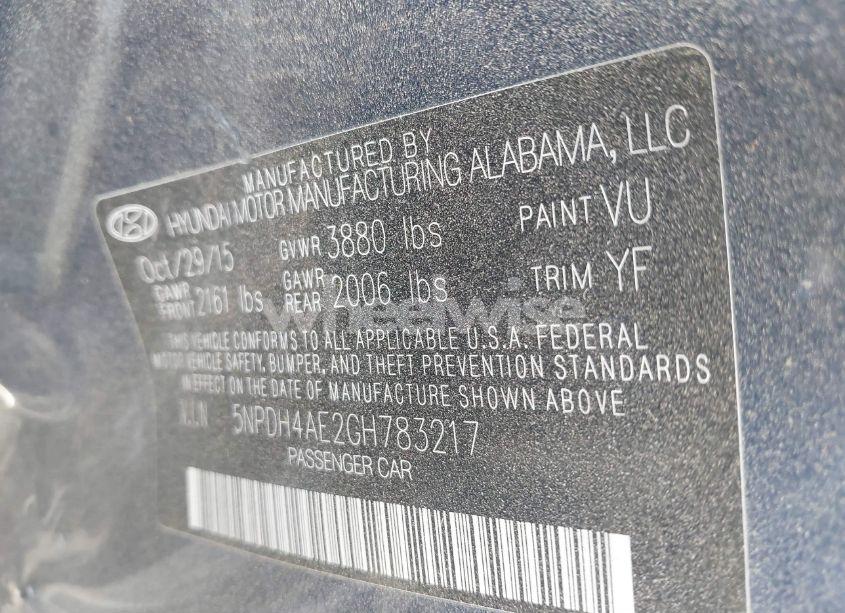 MANUFACTURED BY
HYUNDAI MOTOR MANUFACTURING ALABAMA, LLC
Oct/29/15 GVWR 3880 lbs PAINT VU
GAWR FRONT 2161 lbs GAWR REAR 2006 lbs TRIM YF
wheelwise
THIS VEHICLE CONFORMS TO ALL APPLICABLE U.S.A. FEDERAL
MOTOR VEHICLE SAFETY, BUMPER, AND THEFT PREVENTION STANDARDS
IN EFFECT ON THE DATE OF MANUFACTURE SHOWN ABOVE
V.I.N 5NPDH4AE2GH783217
PASSENGER CAR